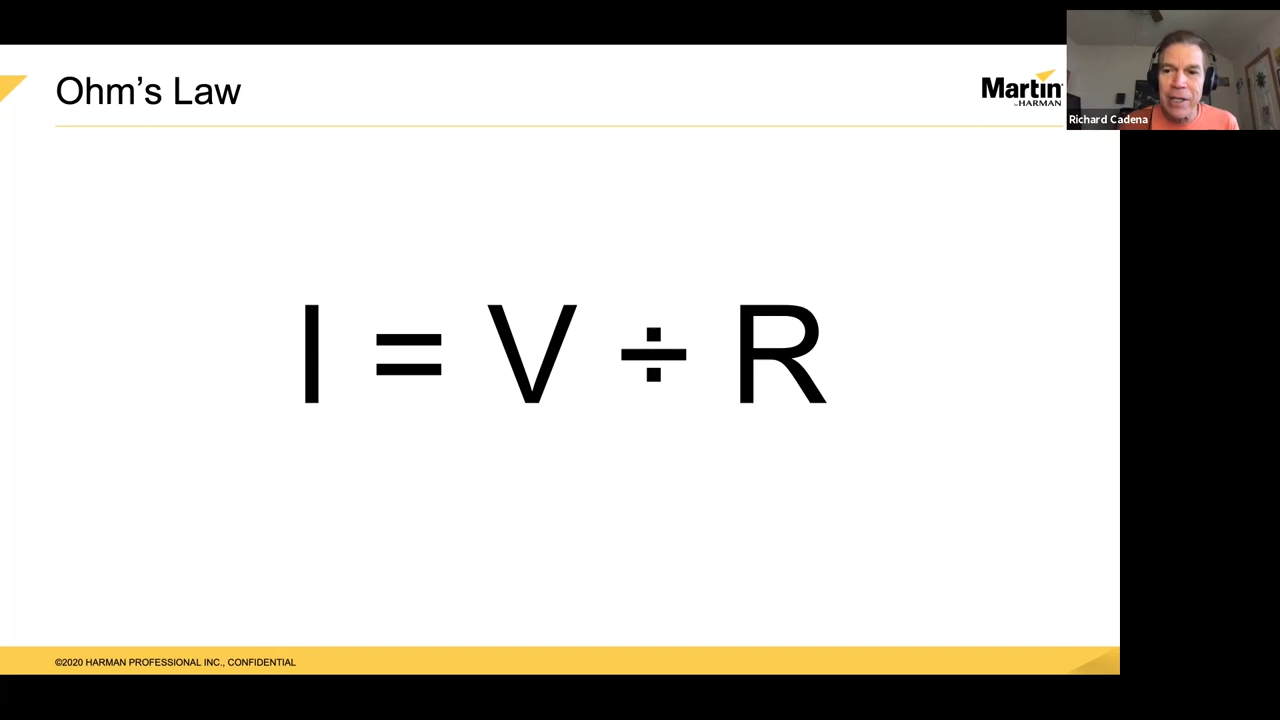 Ohm’s Law
Martin
by HARMAN
Richard Cadena
I = V ÷ R
©2020 HARMAN PROFESSIONAL INC., CONFIDENTIAL